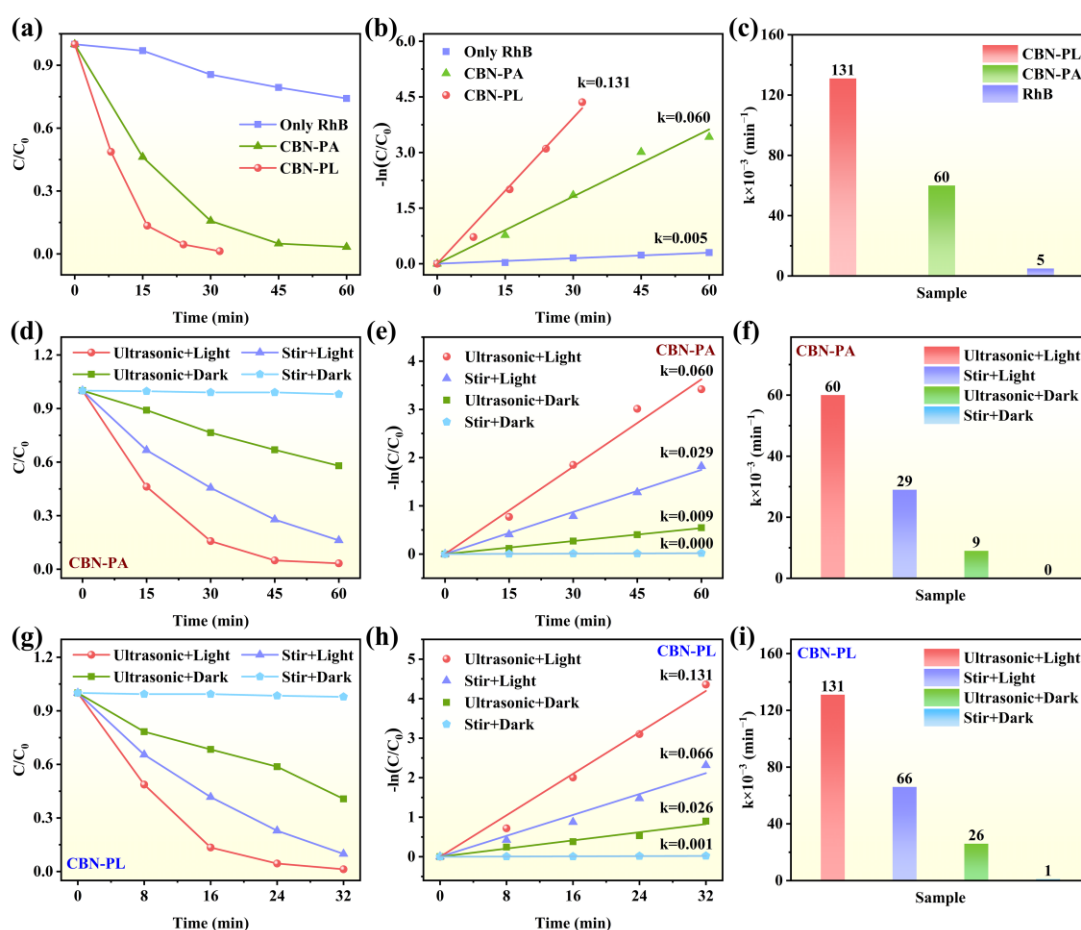 (a)
C/C0
0.9
0.6
0.3
0.0
Only RhB
CBN-PA
CBN-PL
0 15 30 45 60
Time (min)
(b)
-ln(C/C0)
6.0
4.5
3.0
1.5
0.0
Only RhB
CBN-PA
CBN-PL
k=0.131
k=0.060
k=0.005
0 15 30 45 60
Time (min)
(c)
k×10−3 (min−1)
160
120
80
40
0
CBN-PL
CBN-PA
RhB
131
60
5
Sample
(d)
C/C0
1.2
0.9
0.6
0.3
0.0
Ultrasonic+Light Stir+Light
Ultrasonic+Dark Stir+Dark
CBN-PA
0 15 30 45 60
Time (min)
(e)
-ln(C/C0)
4
3
2
1
0
Ultrasonic+Light
Stir+Light
Ultrasonic+Dark
Stir+Dark
CBN-PA
k=0.060
k=0.029
k=0.009
k=0.000
0 15 30 45 60
Time (min)
(f)
k×10−3 (min−1)
80
60
40
20
0
CBN-PA
Ultrasonic+Light
Stir+Light
Ultrasonic+Dark
Stir+Dark
60
29
9
0
Sample
(g)
C/C0
1.2
0.9
0.6
0.3
0.0
Ultrasonic+Light Stir+Light
Ultrasonic+Dark Stir+Dark
CBN-PL
0 8 16 24 32
Time (min)
(h)
-ln(C/C0)
5
4
3
2
1
0
Ultrasonic+Light
Stir+Light
Ultrasonic+Dark
Stir+Dark
CBN-PL
k=0.131
k=0.066
k=0.026
k=0.001
0 8 16 24 32
Time (min)
(i)
k×10−3 (min−1)
160
120
80
40
0
CBN-PL
Ultrasonic+Light
Stir+Light
Ultrasonic+Dark
Stir+Dark
131
66
26
1
Sample